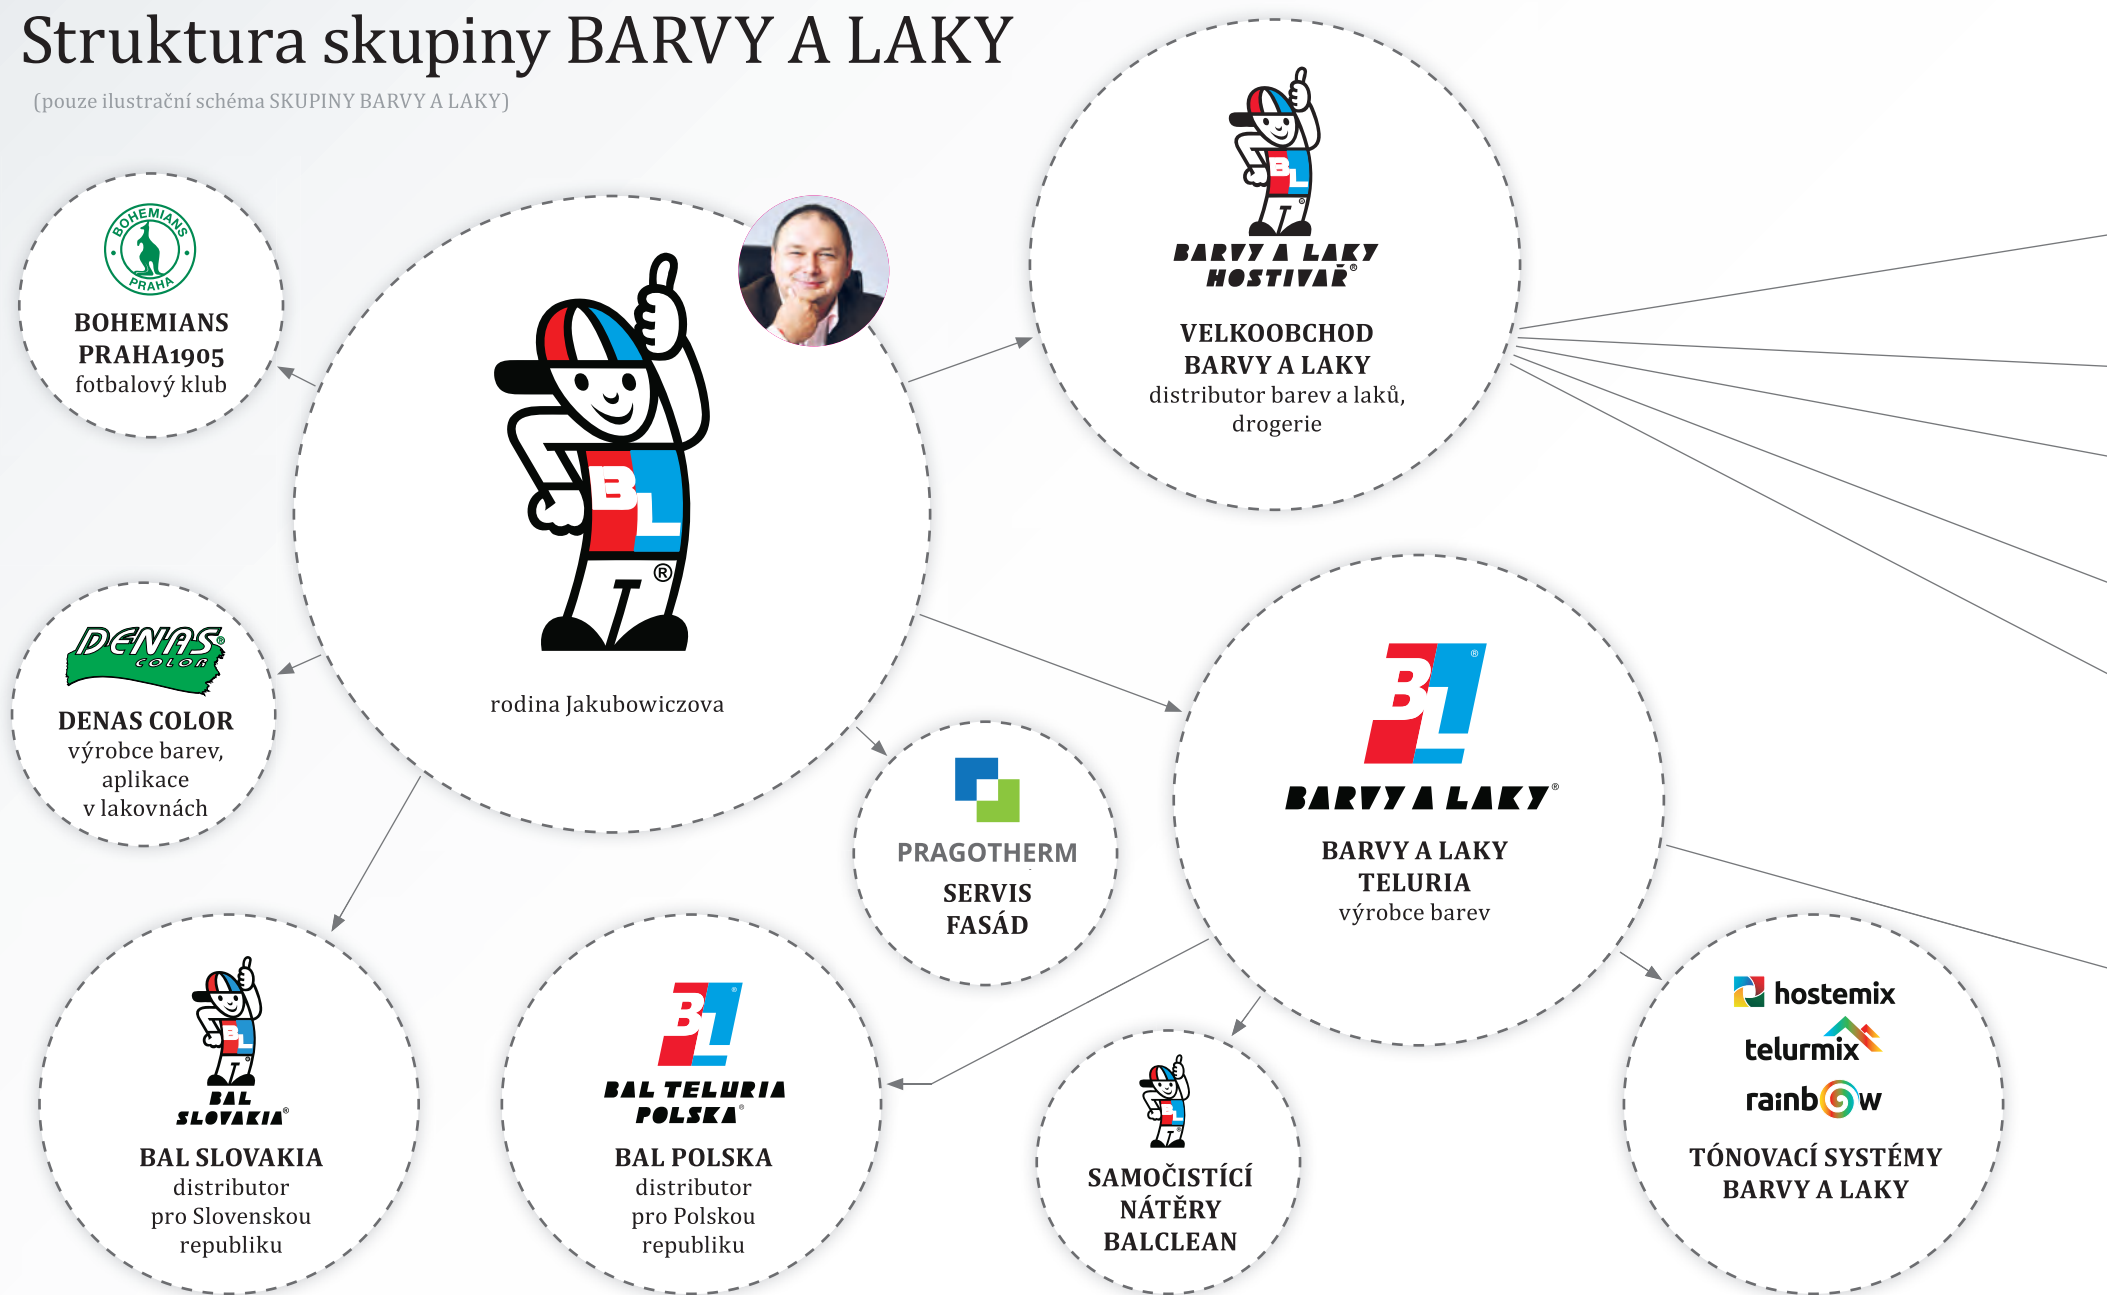 Struktura skupiny BARVY A LAKY
(pouze ilustrační schéma SKUPINY BARVY A LAKY)
BOHEMIANS
PRAHA
BOHEMIANS
PRAHA1905
fotbalový klub
BL
®
rodina Jakubowiczova
BL
®
BARVY A LAKY
HOSTIVAŘ®
VELKOOBCHOD
BARVY A LAKY
distributor barev a laků,
drogerie
DENAS®
COLOR
DENAS COLOR
výrobce barev,
aplikace
v lakovnách
PRAGOTHERM
SERVIS
FASÁD
BL®
BARVY A LAKY®
BARVY A LAKY
TELURIA
výrobce barev
BL
®
BAL
SLOVAKIA®
BAL SLOVAKIA
distributor
pro Slovenskou
republiku
BL®
BAL TELURIA
POLSKA®
BAL POLSKA
distributor
pro Polskou
republiku
BL
®
SAMOČISTÍCÍ
NÁTĚRY
BALCLEAN
hostemix
telurmix
rainbow
TÓNOVACÍ SYSTÉMY
BARVY A LAKY